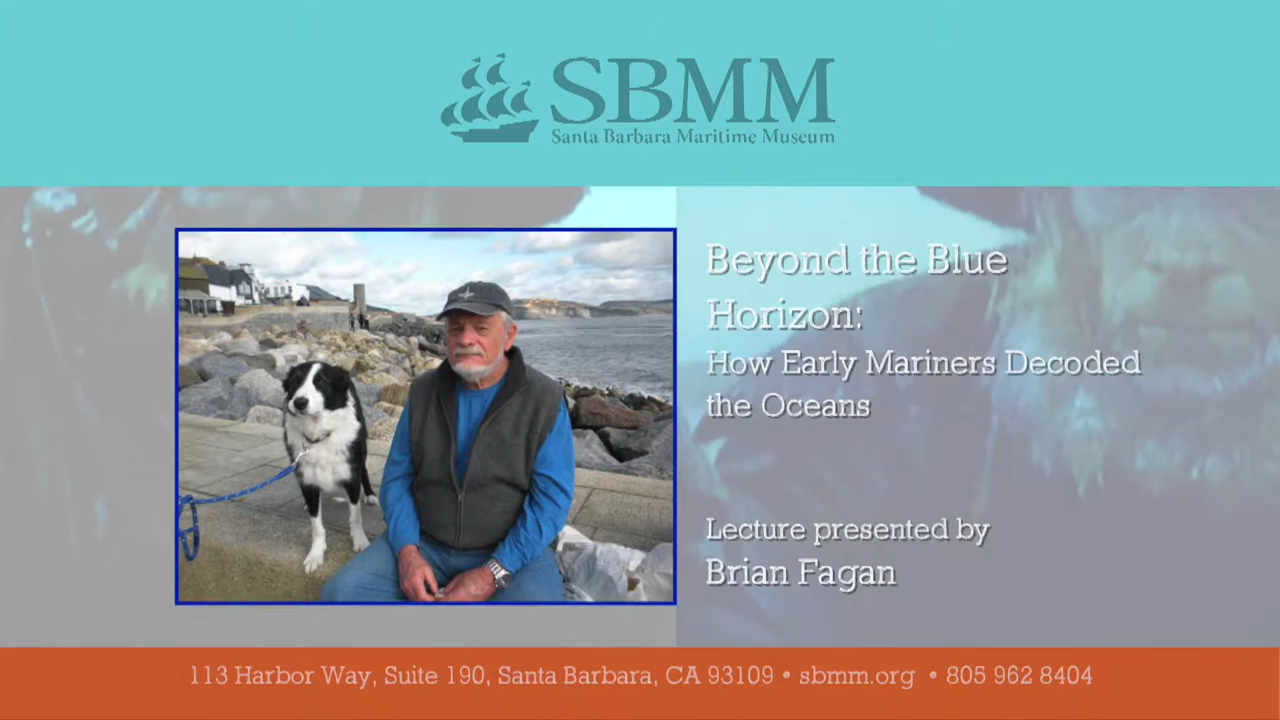 SBMM
Santa Barbara Maritime Museum
Beyond the Blue
Horizon:
How Early Mariners Decoded
the Oceans
Lecture presented by
Brian Fagan
113 Harbor Way, Suite 190, Santa Barbara, CA 93109 • sbmm.org • 805 962 8404